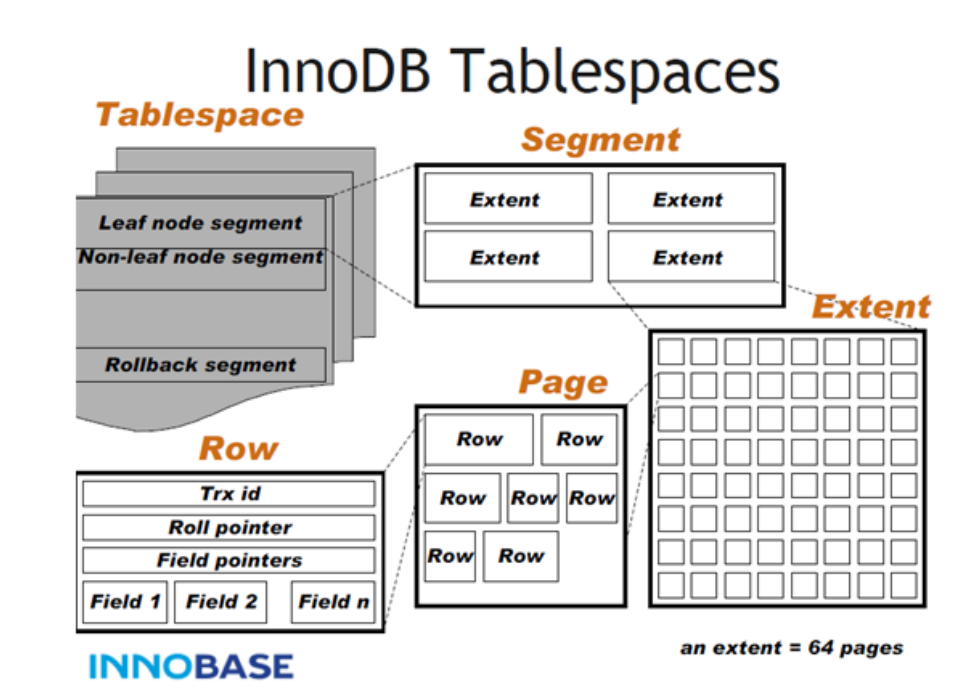 InnoDB Tablespaces
Tablespace
Leaf node segment
Non-leaf node segment
Rollback segment
Segment
Extent Extent
Extent Extent
Extent
an extent = 64 pages
Page
Row Row
Row Row Row
Row Row
Row
Trx id
Roll pointer
Field pointers
Field 1 Field 2 Field n
INNOBASE